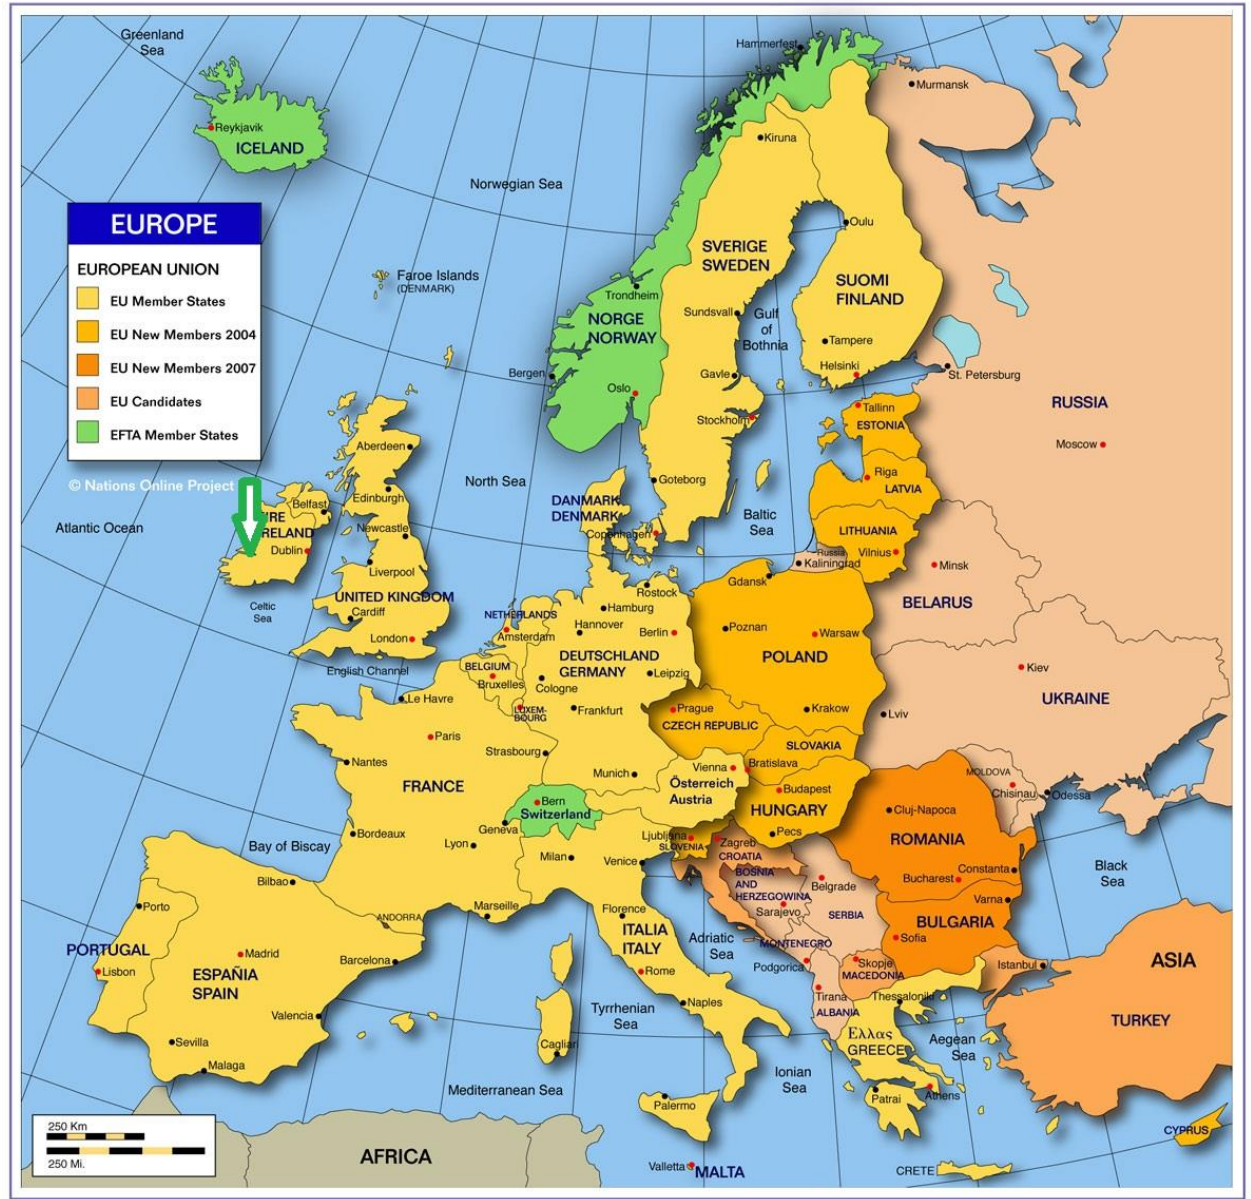 Greenland
Sea
Hammerfest
Murmansk
Reykjavik
ICELAND
Kiruna
Norwegian Sea
EUROPE
EUROPEAN UNION
EU Member States
EU New Members 2004
EU New Members 2007
EU Candidates
EFTA Member States
© Nations Online Project
Faroe Islands
(DENMARK)
Oulu
SVERIGE
SWEDEN
SUOMI
FINLAND
Trondheim
NORGE
NORWAY
Sundsvall
Gulf
of
Bothnia
Tampere
Helsinki
Bergen
Gavle
Oslo
Stockholm
St. Petersburg
RUSSIA
Moscow
Tallinn
ESTONIA
Riga
LATVIA
LITHUANIA
Vilnius
Russia
Kaliningrad
Minsk
BELARUS
Aberdeen
Edinburgh
North Sea
Goteborg
DANMARK
DENMARK
Copenhagen
Baltic
Sea
Atlantic Ocean
Belfast
IRE
RELAND
Dublin
Newcastle
Liverpool
UNITED KINGDOM
Cardiff
London
Celtic
Sea
English Channel
NETHERLANDS
Amsterdam
BELGIUM
Bruxelles
LUXEM-
BOURG
Rostock
Hamburg
Hannover
Berlin
DEUTSCHLAND
GERMANY
Leipzig
Cologne
Frankfurt
Munich
Gdansk
Poznan
Warsaw
POLAND
Krakow
Prague
CZECH REPUBLIC
SLOVAKIA
Bratislava
Vienna
Österreich
Austria
Budapest
HUNGARY
Pecs
Kiev
UKRAINE
Lviv
MOLDOVA
Chisinau
Odessa
Le Havre
Paris
Strasbourg
Nantes
FRANCE
Bern
Switzerland
Geneva
Bordeaux
Lyon
Bay of Biscay
Marseille
ANDORRA
Bilbao
Porto
PORTUGAL
Lisbon
Madrid
ESPAÑIA
SPAIN
Barcelona
Valencia
Sevilla
Malaga
Milan
Venice
Florence
ITALIA
ITALY
Rome
Naples
Cagliari
Palermo
Tyrrhenian
Sea
Adriatic
Sea
Ljubljana
SLOVENIA
Zagreb
CROATIA
BOSNIA
AND
HERZEGOWINA
Sarajevo
Belgrade
SERBIA
MONTENEGRO
Podgorica
Skopje
MACEDONIA
Tirana
ALBANIA
Cluj-Napoca
ROMANIA
Bucharest
Constanta
Varna
BULGARIA
Sofia
Black
Sea
Istanbul
ASIA
TURKEY
Thessaloniki
Ελλας
GREECE
Aegean
Sea
Ionian
Sea
Patrai
Athens
CRETE
CYPRUS
Mediterranean Sea
Valletta
MALTA
AFRICA
250 Km
250 Mi.